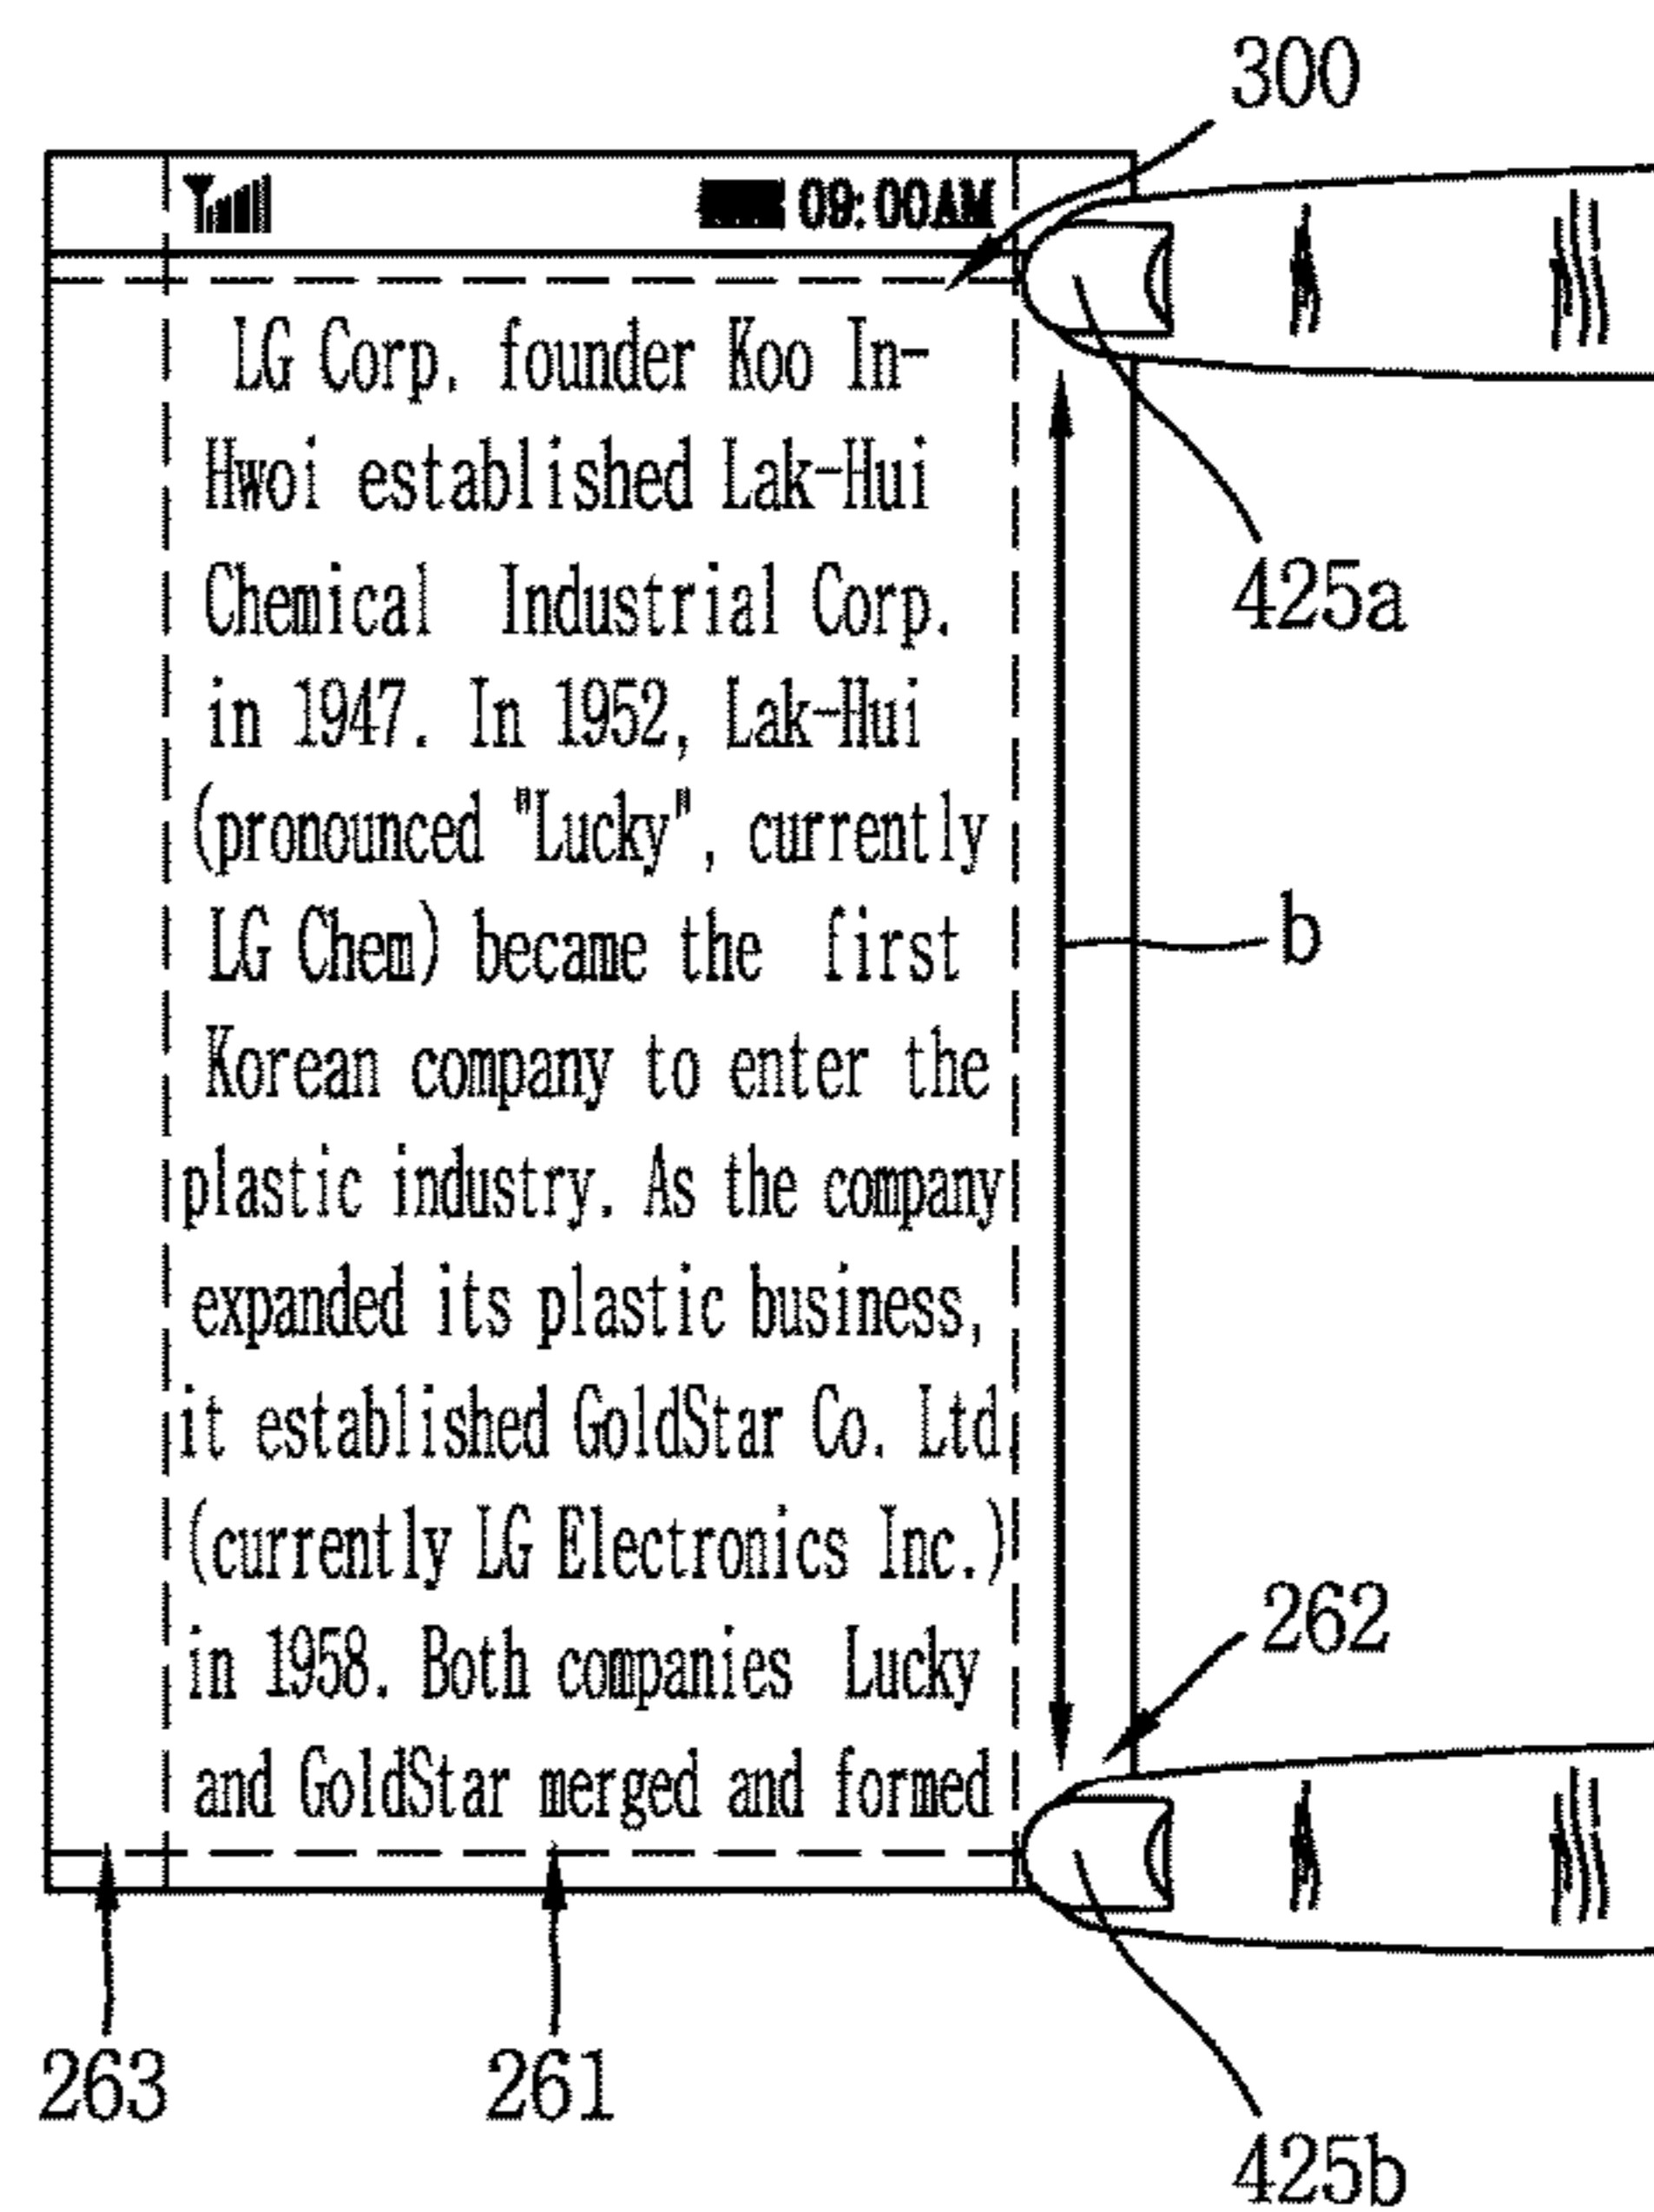 300
09:00AM
LG Corp. founder Koo In-
Hwoi established Lak-Hui
Chemical Industrial Corp.
in 1947. In 1952, Lak-Hui
(pronounced "Lucky", currently
LG Chem) became the first
Korean company to enter the
plastic industry. As the company
expanded its plastic business,
it established GoldStar Co. Ltd
(currently LG Electronics Inc.)
in 1958. Both companies Lucky
and GoldStar merged and formed
425a
b
262
263
261
425b